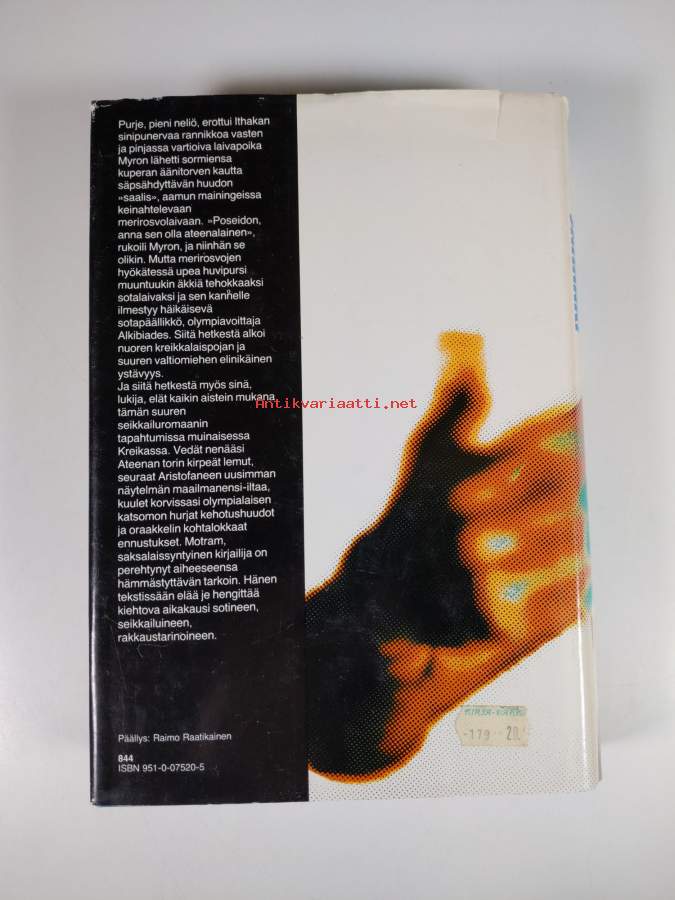 Purje, pieni neliö, erottui Ithakan
sinipunervaa rannikkoa vasten
ja pinjassa vartioiva laivapoika
Myron lähetti sormiensa
kuperan äänitorven kautta
säpsähdyttävän huudon
»saalis», aamun mainingeissa
keinahtelevaan
merirosvolaivaan. »Poseidon,
anna sen olla ateenalainen»,
rukoili Myron, ja niinhän se
olikin. Mutta merirosvojen
hyökätessä upea huvipursi
muuntuukin äkkiä tehokkaaksi
sotalaivaksi ja sen kannelle
ilmestyy häikäisevä
sotapäällikkö, olympiavoittaja
Alkibiades. Siitä hetkestä alkoi
nuoren kreikkalaispojan ja
suuren valtiomiehen elinikäinen
ystävyys.
Ja siitä hetkestä myös sinä,
lukija, elät kaikin aistein mukana
tämän suuren
seikkailuromaanin
tapahtumissa muinaisessa
Kreikassa. Vedät nenääsi
Ateenan torin kirpeät lemut,
seuraat Aristofaneen uusimman
näytelmän maailmanensi-iltaa,
kuulet korvissasi olympialaisen
katsomon hurjat kehotushuudot
ja oraakkelin kohtalokkaat
ennustukset. Motram,
saksalaissyntyinen kirjailija on
perehtynyt aiheeseensa
hämmästyttävän tarkoin. Hänen
tekstissään elää je hengittää
kiehtova aikakausi sotineen,
seikkailuineen,
rakkaustarinoineen.
Antikvariaatti.net
Päällys: Raimo Raatikainen
844
ISBN 951-0-07520-5
-179 20,-